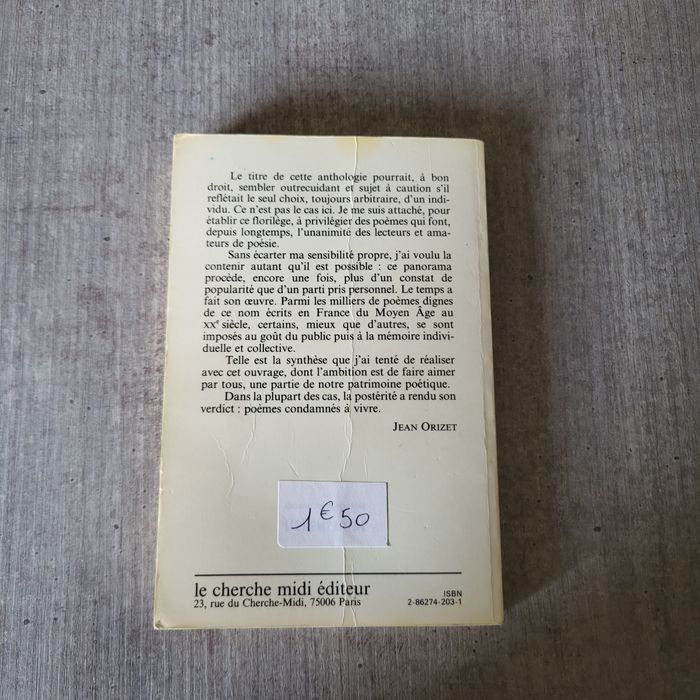 Le titre de cette anthologie pourrait, à bon
droit, sembler outrecuidant et sujet à caution s'il
reflétait le seul choix, toujours arbitraire, d'un indi-
vidu. Ce n'est pas le cas ici. Je me suis attaché, pour
établir ce florilège, à privilégier des poèmes qui font,
depuis longtemps, l'unanimité des lecteurs et ama-
teurs de poésie.
Sans écarter ma sensibilité propre, j'ai voulu la
contenir autant qu'il est possible : ce panorama
procède, encore une fois, plus d'un constat de
popularité que d'un parti pris personnel. Le temps a
fait son œuvre. Parmi les milliers de poèmes dignes
de ce nom écrits en France du Moyen Âge au
XXe siècle, certains, mieux que d'autres, se sont
imposés au goût du public puis à la mémoire indivi-
duelle et collective.
Telle est la synthèse que j'ai tenté de réaliser
avec cet ouvrage, dont l'ambition est de faire aimer
par tous, une partie de notre patrimoine poétique.
Dans la plupart des cas, la postérité a rendu son
verdict : poèmes condamnés à vivre.
JEAN ORIZET
1€50
le cherche midi éditeur
23, rue du Cherche-Midi, 75006 Paris
ISBN
2-86274-203-1